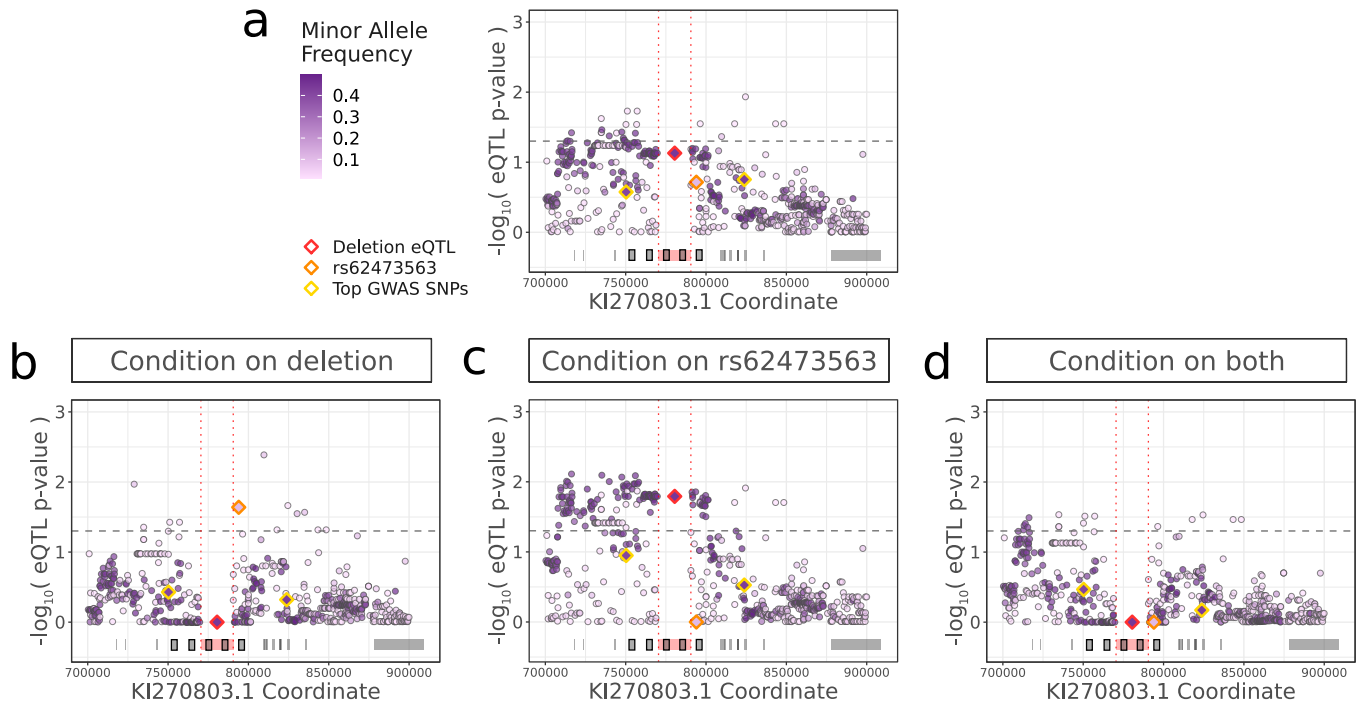 a
Minor Allele
Frequency
0.4
0.3
0.2
0.1
Deletion eQTL
rs62473563
Top GWAS SNPs
-log10( eQTL p-value )
3
2
1
0
700000 750000 800000 850000 900000
KI270803.1 Coordinate
b
Condition on deletion
-log10( eQTL p-value )
3
2
1
0
700000 750000 800000 850000 900000
KI270803.1 Coordinate
c
Condition on rs62473563
-log10( eQTL p-value )
3
2
1
0
700000 750000 800000 850000 900000
KI270803.1 Coordinate
d
Condition on both
-log10( eQTL p-value )
3
2
1
0
700000 750000 800000 850000 900000
KI270803.1 Coordinate